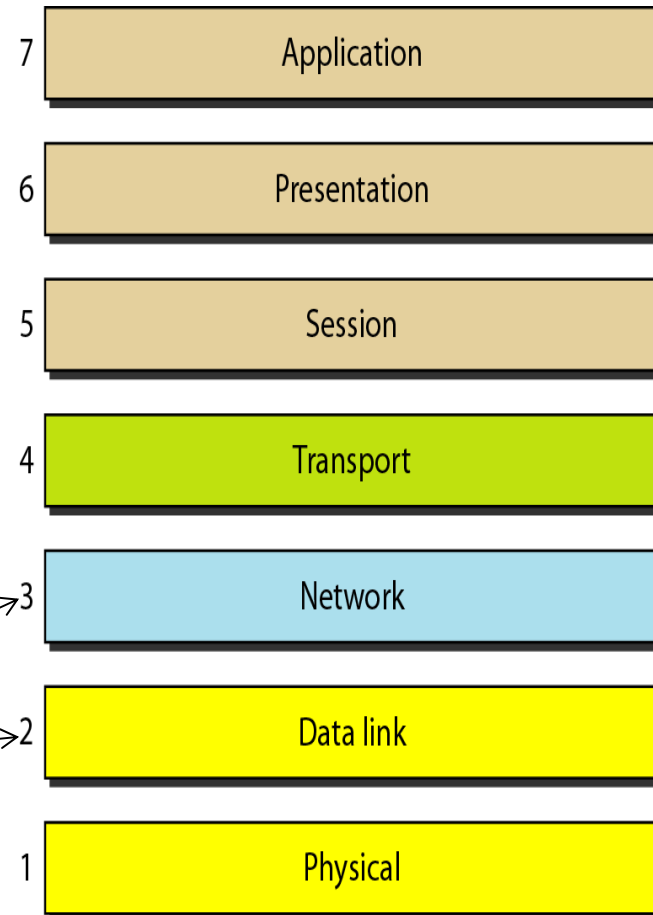 7 Application
6 Presentation
5 Session
4 Transport
3 Network
2 Data link
1 Physical